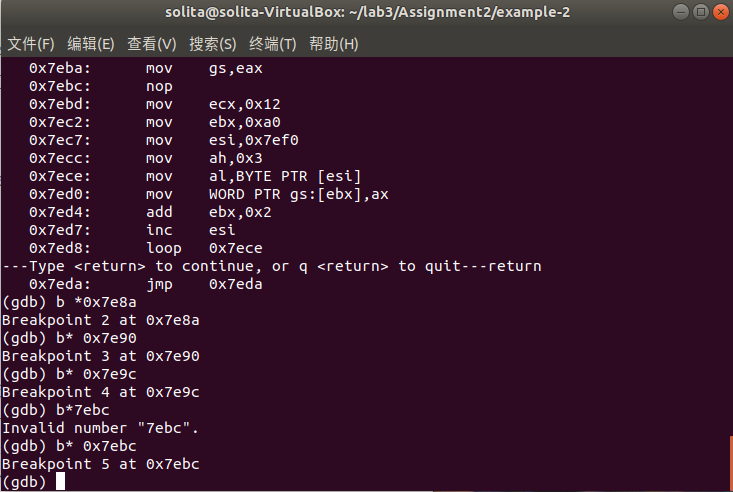 solita@solita-VirtualBox: ~/lab3/Assignment2/example-2
文件(F) 编辑(E) 查看(V) 搜索(S) 终端(T) 帮助(H)
0x7eba: mov gs,eax
0x7ebc: nop
0x7ebd: mov ecx,0x12
0x7ec2: mov ebx,0xa0
0x7ec7: mov esi,0x7ef0
0x7ecc: mov ah,0x3
0x7ece: mov al,BYTE PTR [esi]
0x7ed0: mov WORD PTR gs:[ebx],ax
0x7ed4: add ebx,0x2
0x7ed7: inc esi
0x7ed8: loop 0x7ece
---Type <return> to continue, or q <return> to quit---return
0x7eda: jmp 0x7eda
(gdb) b *0x7e8a
Breakpoint 2 at 0x7e8a
(gdb) b* 0x7e90
Breakpoint 3 at 0x7e90
(gdb) b* 0x7e9c
Breakpoint 4 at 0x7e9c
(gdb) b*7ebc
Invalid number "7ebc".
(gdb) b* 0x7ebc
Breakpoint 5 at 0x7ebc
(gdb)